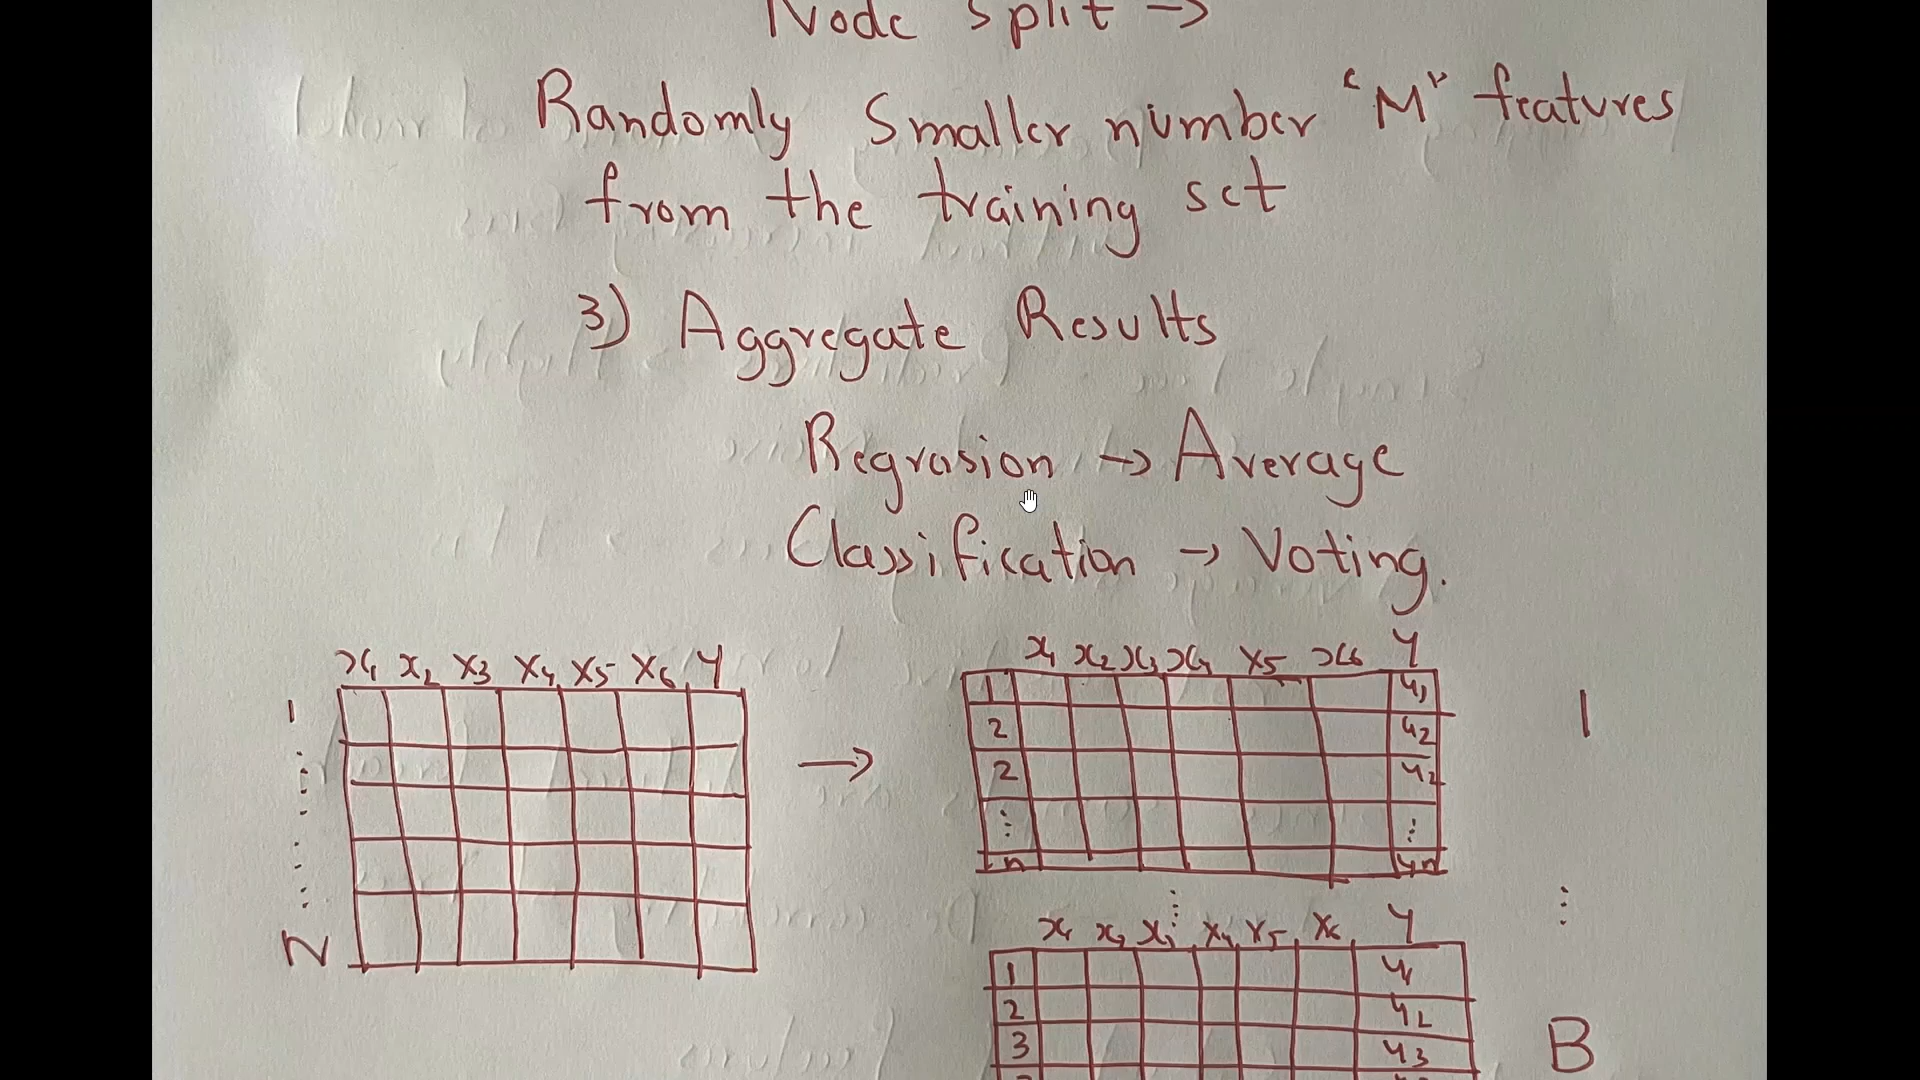 Node split →
Randomly Smaller number "M" features
from the training set
3) Aggregate Results
Regrasion → Average
Classification → Voting.
x1 x2 x3 x4 x5 x6 Y
1
N
→
x1 x2 x3 x4 x5 x6 Y
1 y1
2 y2
2 y2
⋮ ⋮
n yn
1
⋮
x1 x2 x3 x4 x5 x6 Y
1 y1
2 y2
3 y3
B